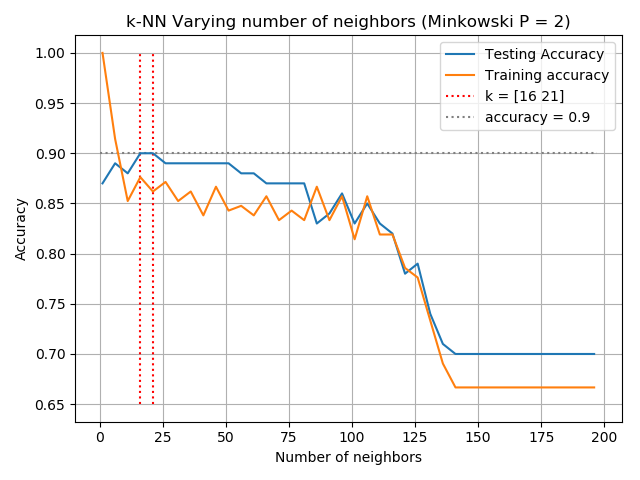 k-NN Varying number of neighbors (Minkowski P = 2)
Testing Accuracy
Training accuracy
k = [16 21]
accuracy = 0.9
Accuracy
1.00
0.95
0.90
0.85
0.80
0.75
0.70
0.65
0 25 50 75 100 125 150 175 200
Number of neighbors